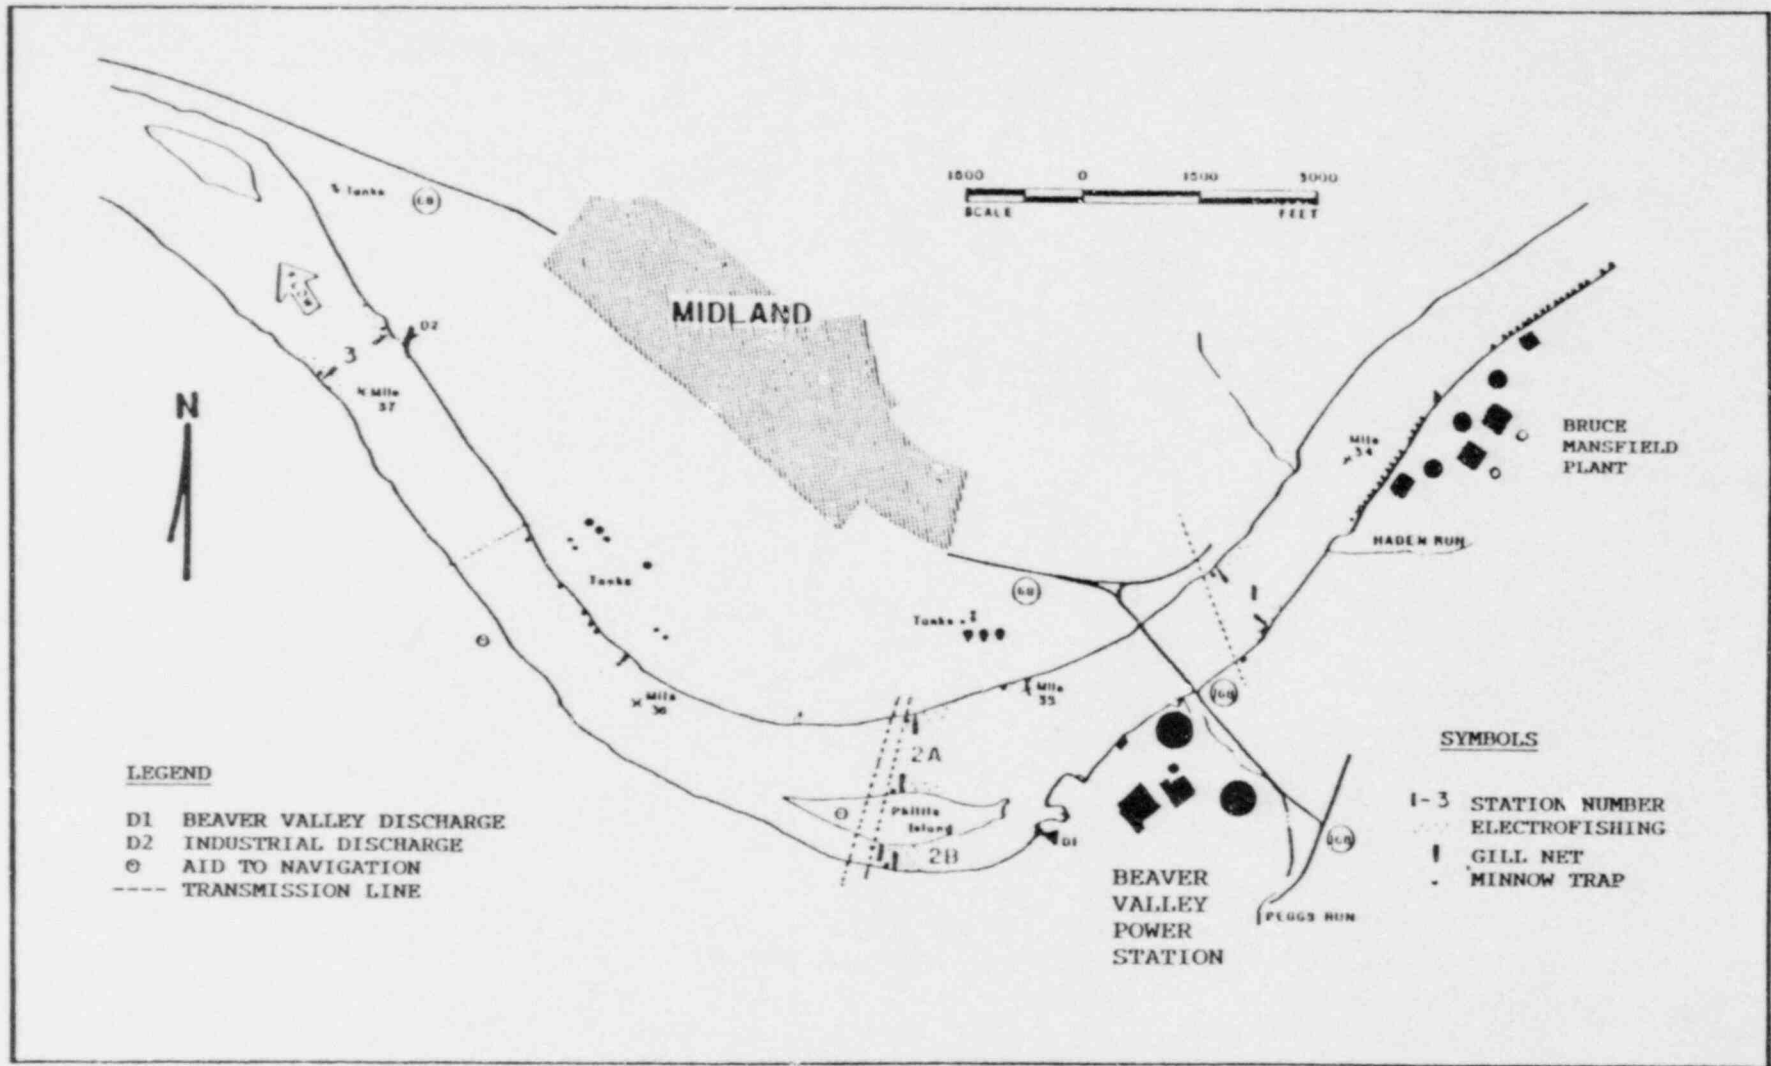 1500 0 1500 3000
SCALE FEET
Tanks
68
MIDLAND
D2
3
Mile
37
N
Mile
34
BRUCE
MANSFIELD
PLANT
HADEN RUN
Tanks
68
Tanks
1
Mile
35
168
Mile
36
2A
Phillis
Island
2B
D1
BEAVER
VALLEY
POWER
STATION
168
PEGGS RUN
LEGEND
D1 BEAVER VALLEY DISCHARGE
D2 INDUSTRIAL DISCHARGE
AID TO NAVIGATION
---- TRANSMISSION LINE
SYMBOLS
1-3 STATION NUMBER
ELECTROFISHING
GILL NET
MINNOW TRAP